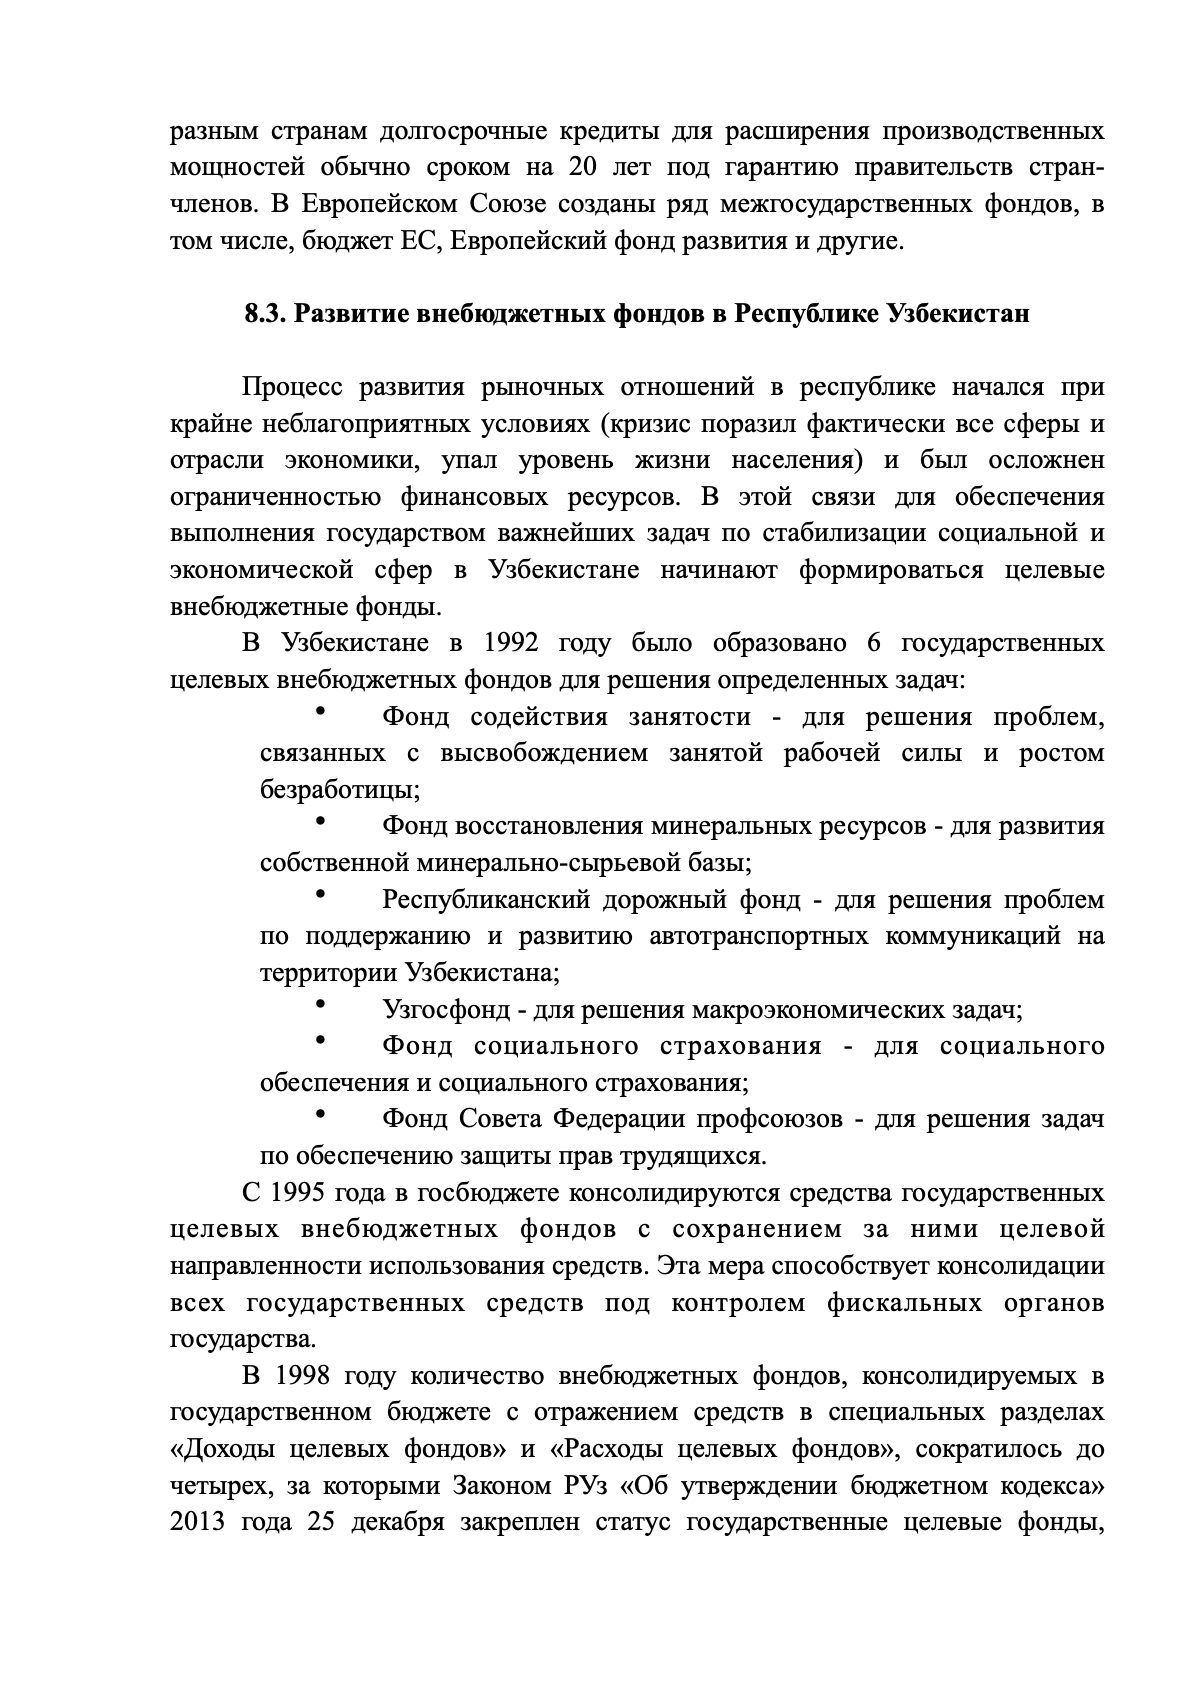 разным странам долгосрочные кредиты для расширения производственных
мощностей обычно сроком на 20 лет под гарантию правительств стран-
членов. В Европейском Союзе созданы ряд межгосударственных фондов, в
том числе, бюджет ЕС, Европейский фонд развития и другие.
8.3. Развитие внебюджетных фондов в Республике Узбекистан
Процесс развития рыночных отношений в республике начался при
крайне неблагоприятных условиях (кризис поразил фактически все сферы и
отрасли экономики, упал уровень жизни населения) и был осложнен
ограниченностью финансовых ресурсов. В этой связи для обеспечения
выполнения государством важнейших задач по стабилизации социальной и
экономической сфер в Узбекистане начинают формироваться целевые
внебюджетные фонды.
В Узбекистане в 1992 году было образовано 6 государственных
целевых внебюджетных фондов для решения определенных задач:
• Фонд содействия занятости - для решения проблем,
связанных с высвобождением занятой рабочей силы и ростом
безработицы;
• Фонд восстановления минеральных ресурсов - для развития
собственной минерально-сырьевой базы;
• Республиканский дорожный фонд - для решения проблем
по поддержанию и развитию автотранспортных коммуникаций на
территории Узбекистана;
• Узгосфонд - для решения макроэкономических задач;
• Фонд социального страхования - для социального
обеспечения и социального страхования;
• Фонд Совета Федерации профсоюзов - для решения задач
по обеспечению защиты прав трудящихся.
С 1995 года в госбюджете консолидируются средства государственных
целевых внебюджетных фондов с сохранением за ними целевой
направленности использования средств. Эта мера способствует консолидации
всех государственных средств под контролем фискальных органов
государства.
В 1998 году количество внебюджетных фондов, консолидируемых в
государственном бюджете с отражением средств в специальных разделах
«Доходы целевых фондов» и «Расходы целевых фондов», сократилось до
четырех, за которыми Законом РУз «Об утверждении бюджетном кодекса»
2013 года 25 декабря закреплен статус государственные целевые фонды,